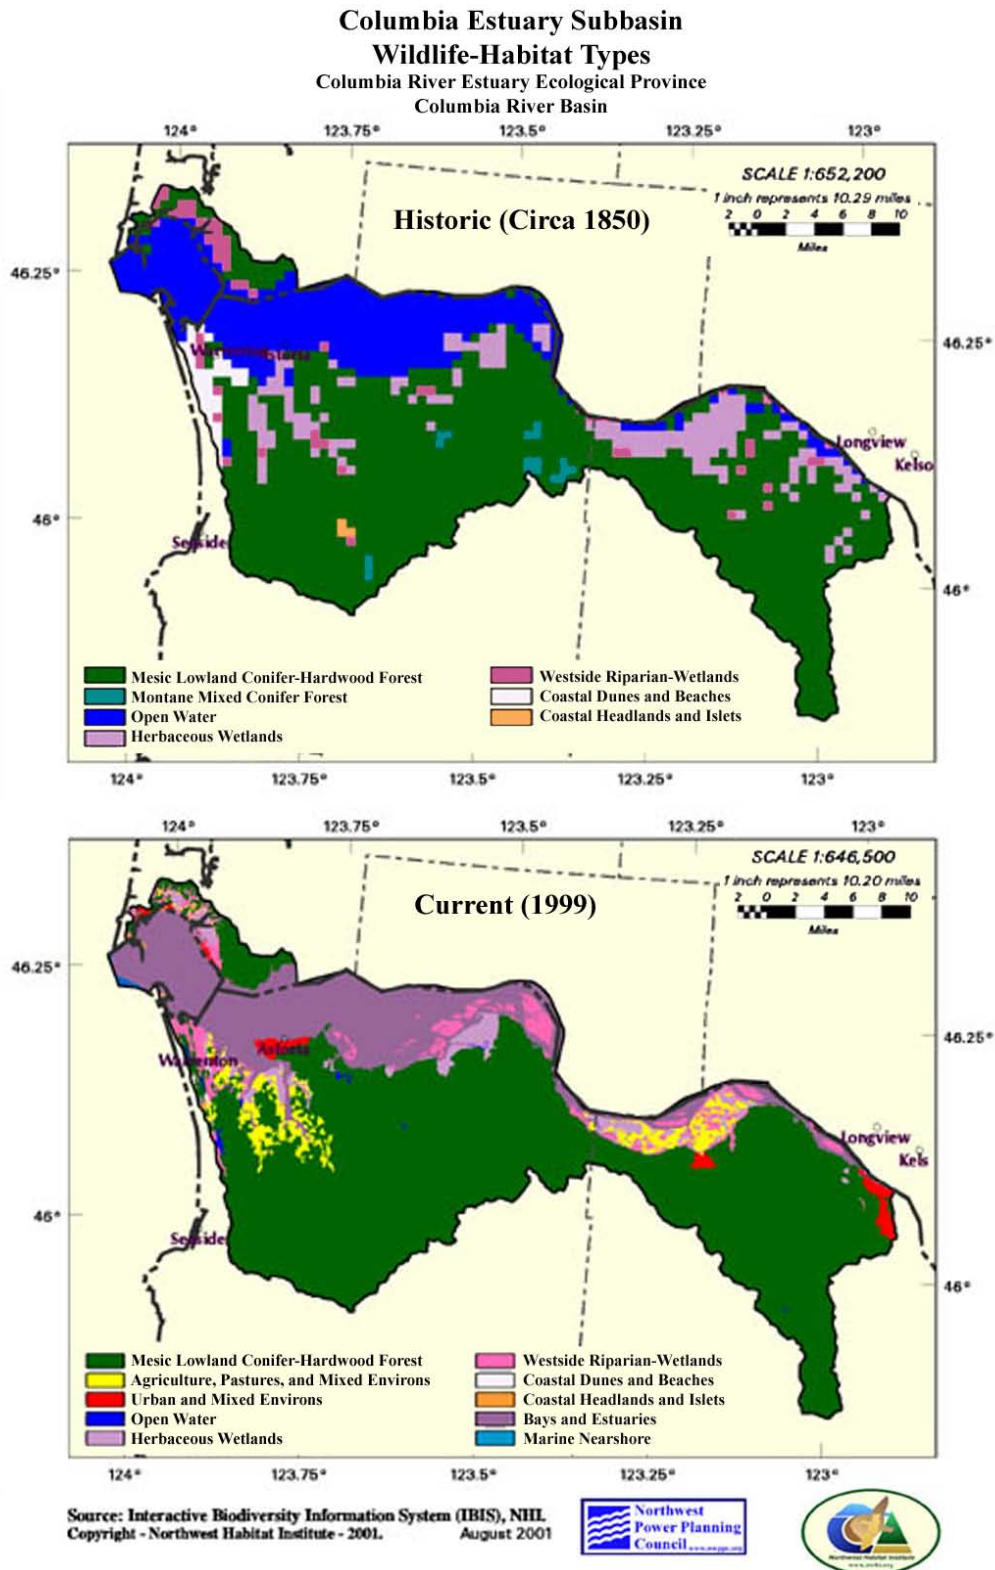 Columbia Estuary Subbasin
Wildlife-Habitat Types
Columbia River Estuary Ecological Province
Columbia River Basin
124° 123.75° 123.5° 123.25° 123°
SCALE 1:652,200
1 inch represents 10.29 miles
2 0 2 4 6 8 10
Miles
Historic (Circa 1850)
46.25°
46.25°
Astoria
Longview
Kelso
46°
Seaside
46°
Mesic Lowland Conifer-Hardwood Forest
Montane Mixed Conifer Forest
Open Water
Herbaceous Wetlands
Westside Riparian-Wetlands
Coastal Dunes and Beaches
Coastal Headlands and Islets
124° 123.75° 123.5° 123.25° 123°
124° 123.75° 123.5° 123.25° 123°
SCALE 1:646,500
1 inch represents 10.20 miles
2 0 2 4 6 8 10
Miles
Current (1999)
46.25°
46.25°
Warrenton
Astoria
Longview
Kels
46°
Seaside
46°
Mesic Lowland Conifer-Hardwood Forest
Agriculture, Pastures, and Mixed Environs
Urban and Mixed Environs
Open Water
Herbaceous Wetlands
Westside Riparian-Wetlands
Coastal Dunes and Beaches
Coastal Headlands and Islets
Bays and Estuaries
Marine Nearshore
Source: Interactive Biodiversity Information System (IBIS), NHI.
Copyright - Northwest Habitat Institute - 2001. August 2001
Northwest
Power Planning
Council www.nwppc.org
Northwest Habitat Institute